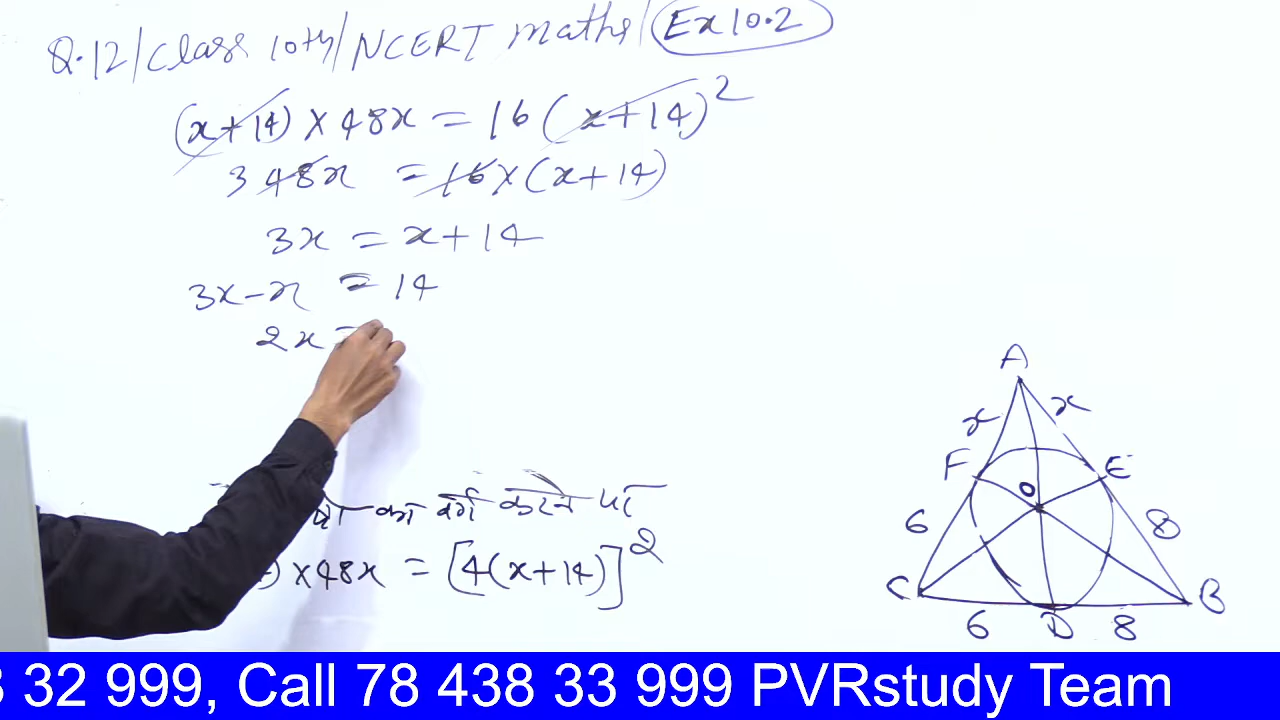 Q.12/Class 10th/NCERT maths/Ex 10.2
(x+14)×48x = 16(x+14)²
3 48x = 16×(x+14)
3x = x+14
3x-x = 14
2x =
का वर्ग करने पर
×48x = [4(x+14)]²
A
x x
F E
O
6 8
C B
6 D 8
32 999, Call 78 438 33 999 PVRstudy Team